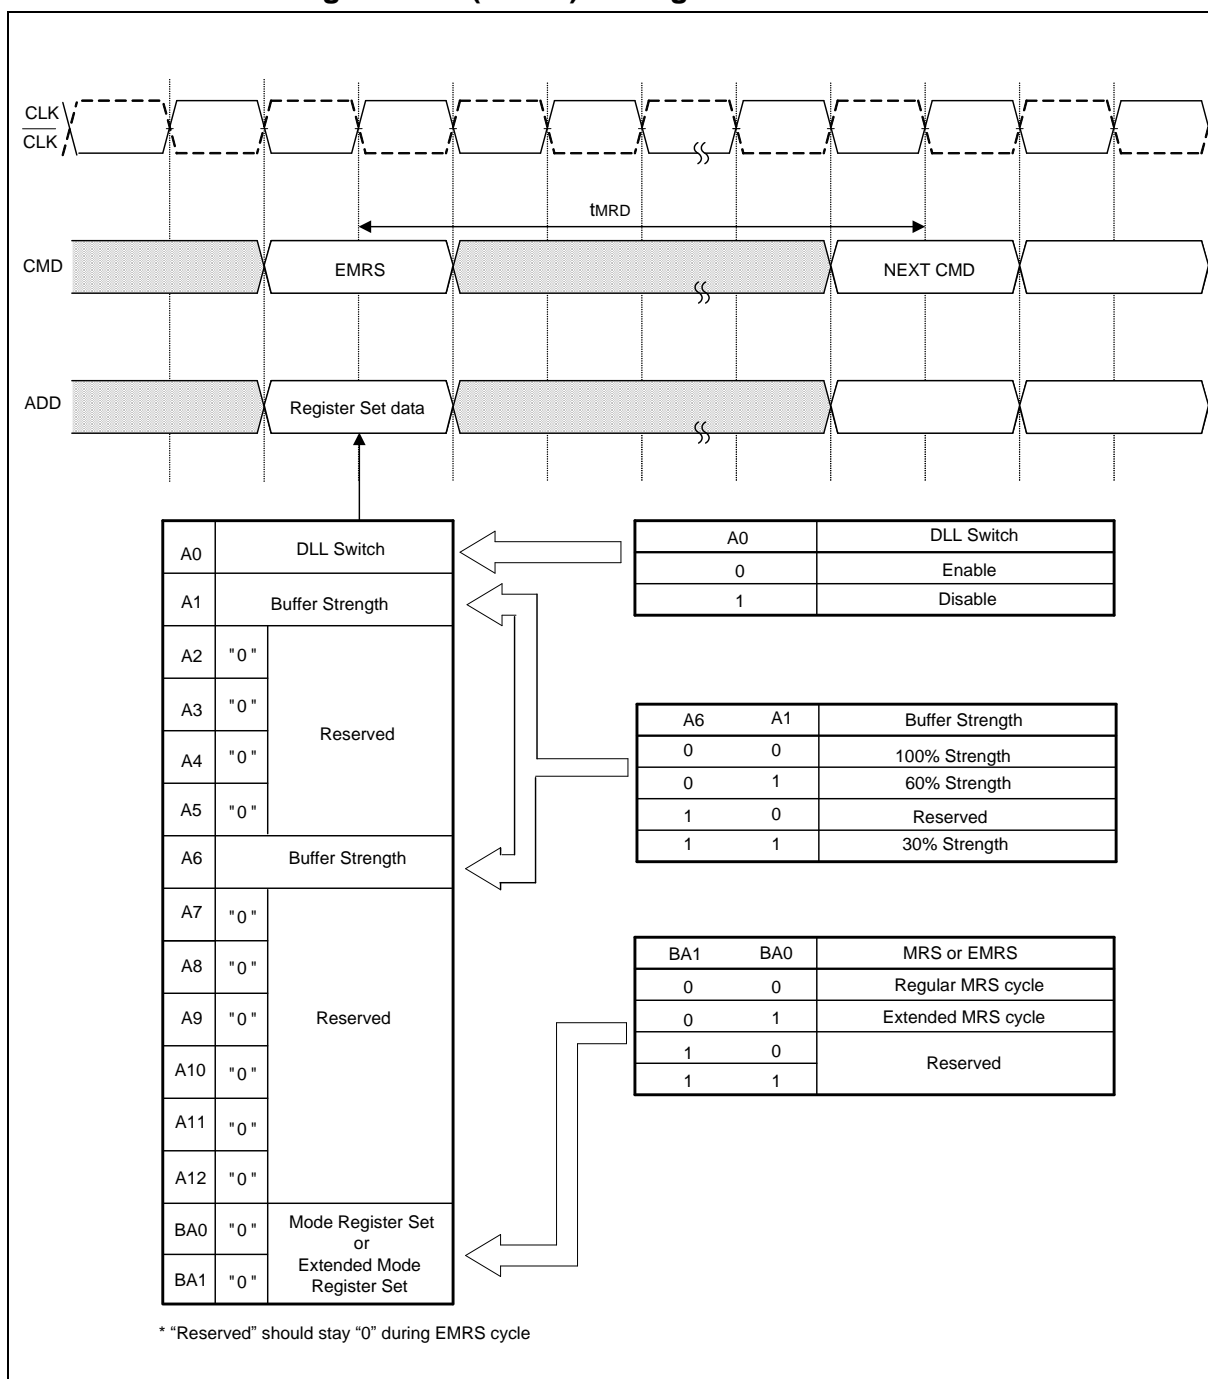 CLK
CLK
tMRD
CMD
EMRS
NEXT CMD
ADD
Register Set data
A0 DLL Switch
A1 Buffer Strength
A2 "0"
A3 "0"
Reserved
A4 "0"
A5 "0"
A6 Buffer Strength
A7 "0"
A8 "0"
A9 "0" Reserved
A10 "0"
A11 "0"
A12 "0"
BA0 "0" Mode Register Set
or
Extended Mode
BA1 "0" Register Set
A0 DLL Switch
0 Enable
1 Disable
A6 A1 Buffer Strength
0 0 100% Strength
0 1 60% Strength
1 0 Reserved
1 1 30% Strength
BA1 BA0 MRS or EMRS
0 0 Regular MRS cycle
0 1 Extended MRS cycle
1 0 Reserved
1 1
* “Reserved” should stay “0” during EMRS cycle